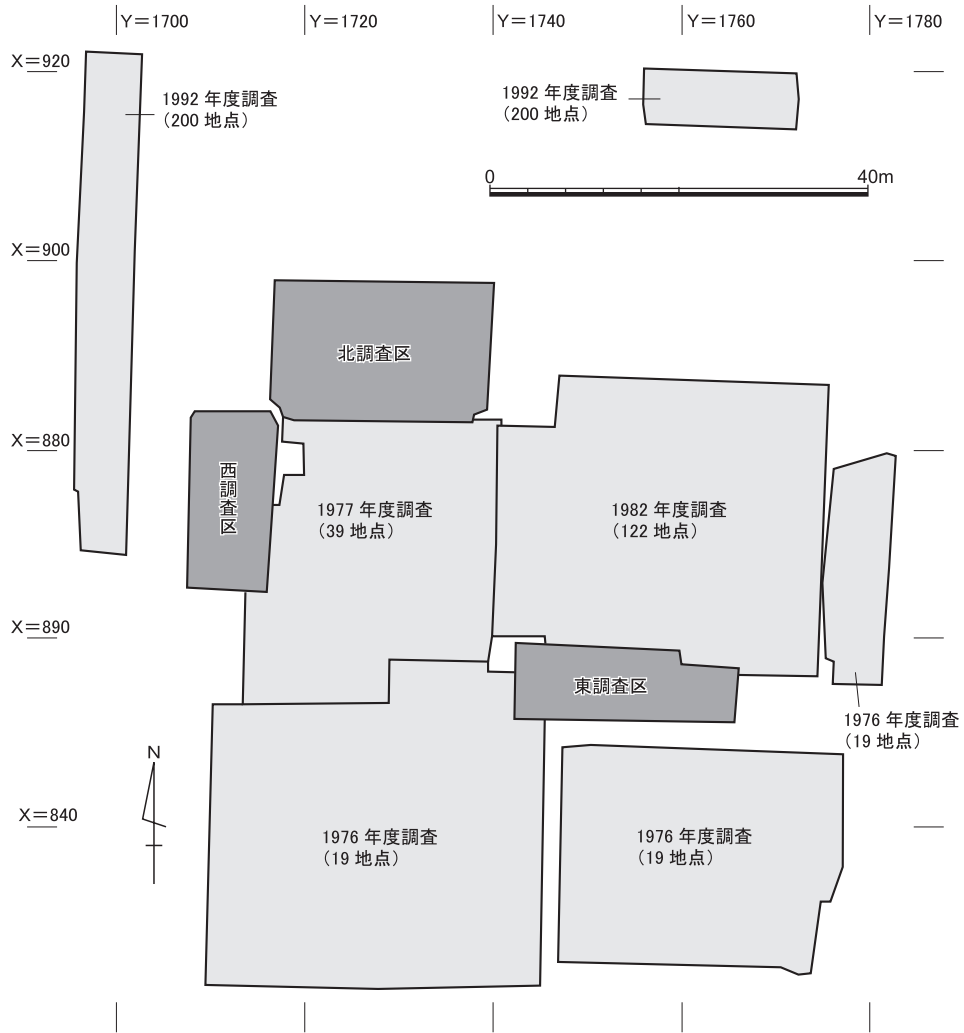 Y=1700
Y=1720
Y=1740
Y=1760
Y=1780
X=920
1992 年度調査
(200 地点)
1992 年度調査
(200 地点)
0
40m
X=900
北調査区
X=880
西調査区
1977 年度調査
(39 地点)
1982 年度調査
(122 地点)
X=890
東調査区
1976 年度調査
(19 地点)
N
X=840
1976 年度調査
(19 地点)
1976 年度調査
(19 地点)